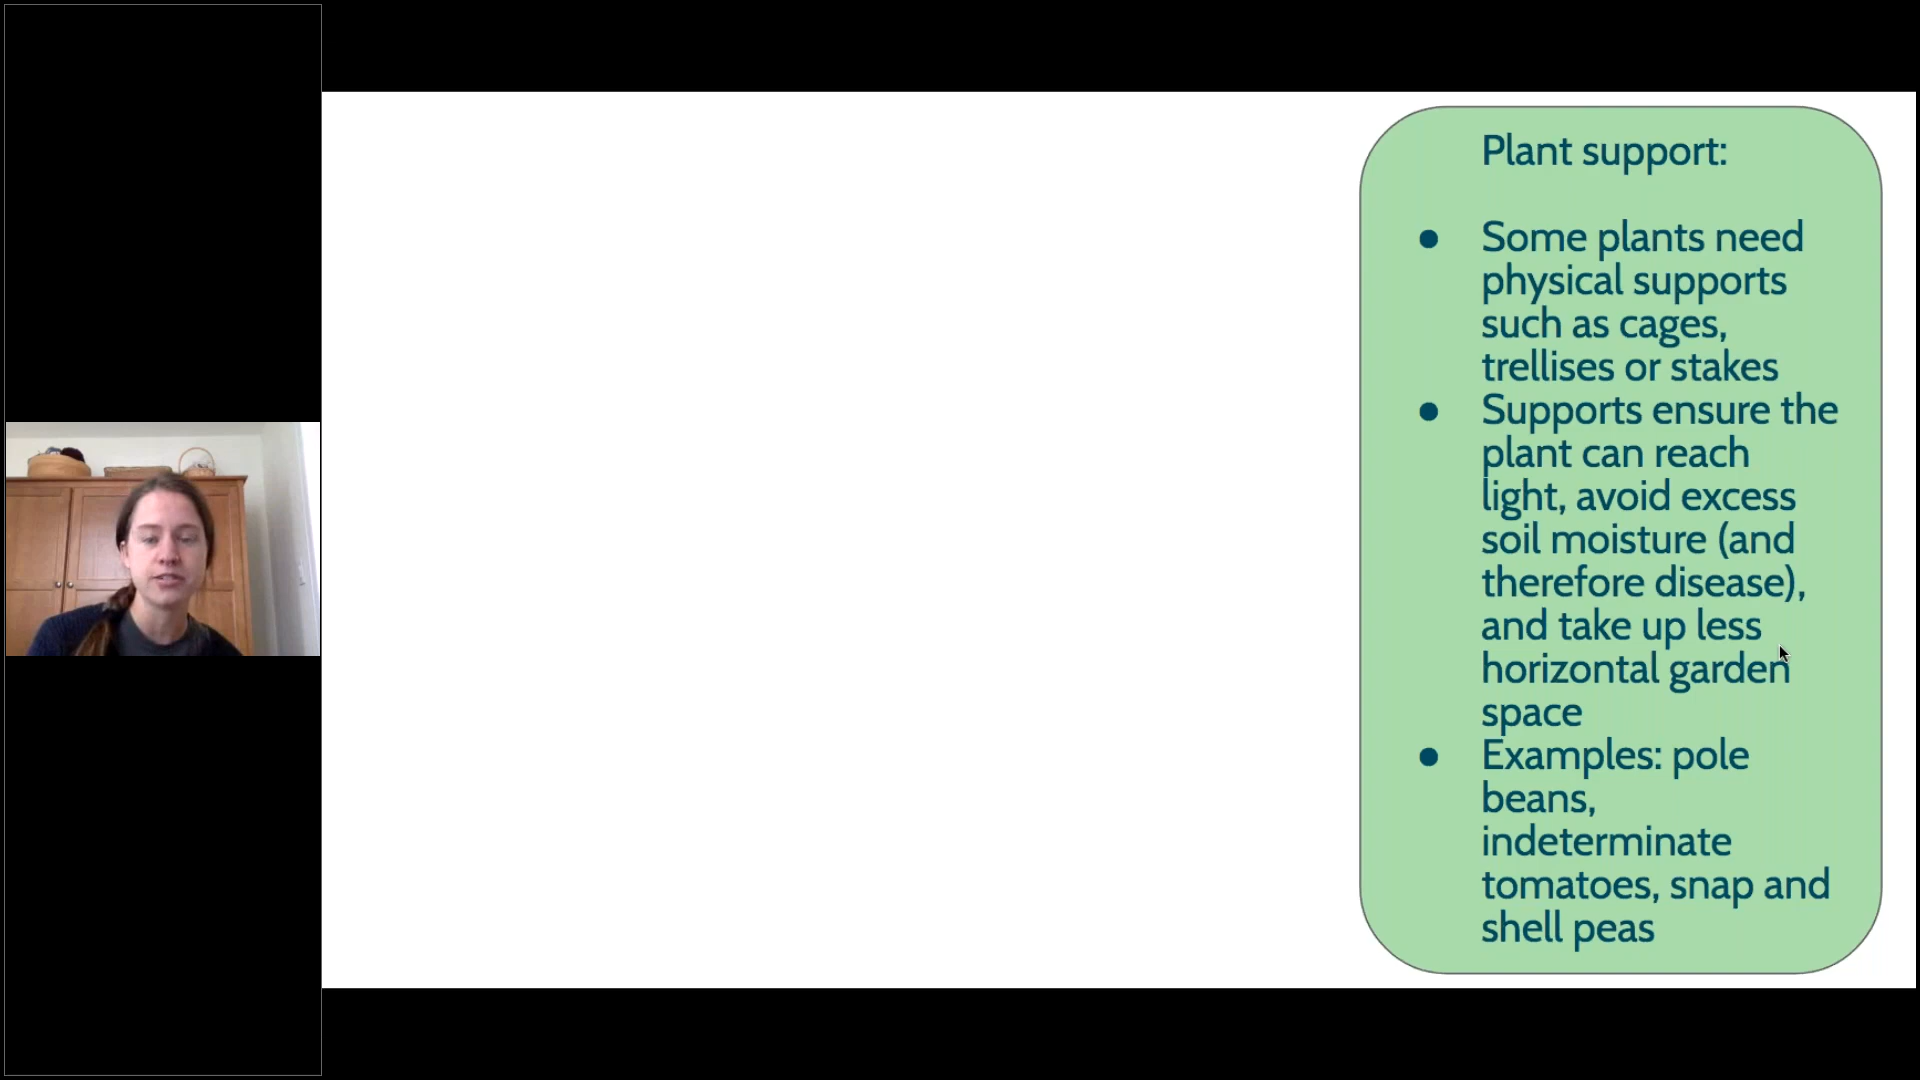 Plant support:
● Some plants need
physical supports
such as cages,
trellises or stakes
● Supports ensure the
plant can reach
light, avoid excess
soil moisture (and
therefore disease),
and take up less
horizontal garden
space
● Examples: pole
beans,
indeterminate
tomatoes, snap and
shell peas